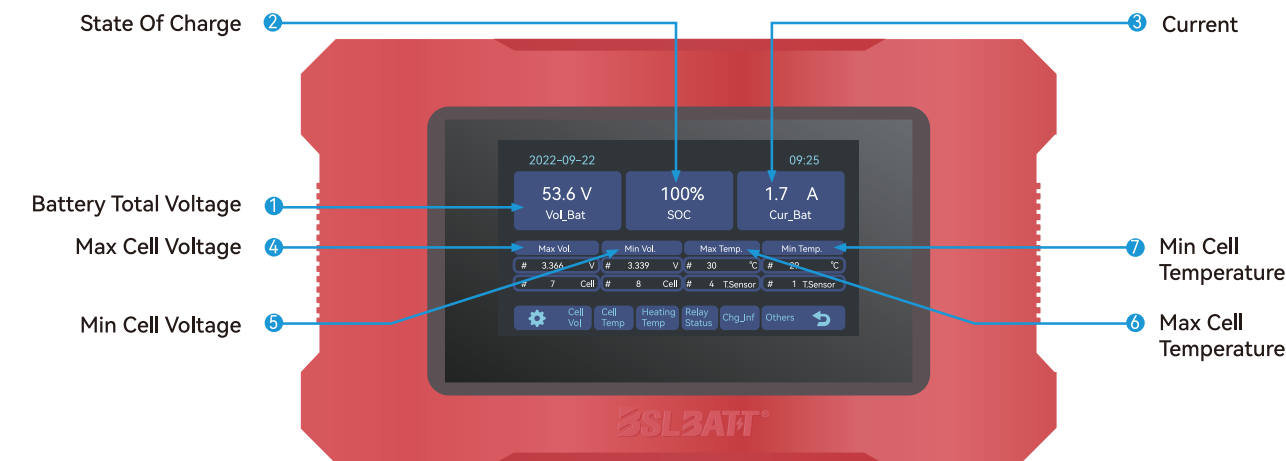 State Of Charge 2
3 Current
2022-09-22 09:25
53.6 V 100% 1.7 A
Vol_Bat SOC Cur_Bat
Battery Total Voltage 1
Max Cell Voltage 4
Max Vol. Min Vol. Max Temp. Min Temp.
7 Min Cell
Temperature
# 3.366 V # 3.339 V # 30 ℃ # 29 ℃
# 7 Cell # 8 Cell # 4 T.Sensor # 1 T.Sensor
Min Cell Voltage 5
Cell Vol Cell Temp Heating Temp Relay Status Chg_Inf Others
6 Max Cell
Temperature
BSLBATT®